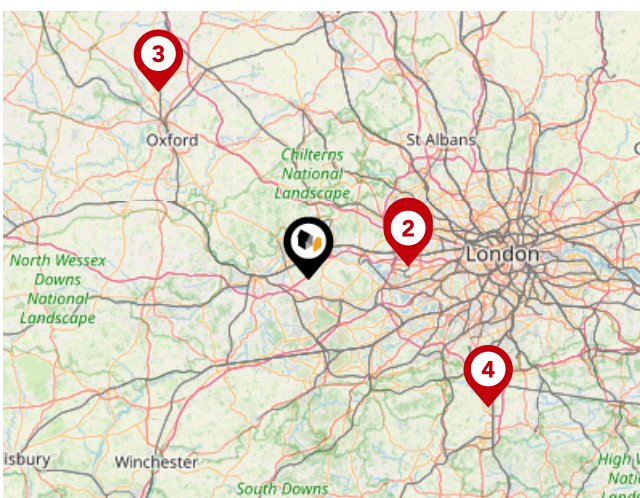 3
Oxford
St Albans
Chilterns
National
Landscape
2
London
North Wessex
Downs
National
Landscape
4
isbury
Winchester
South Downs
High W
Nati